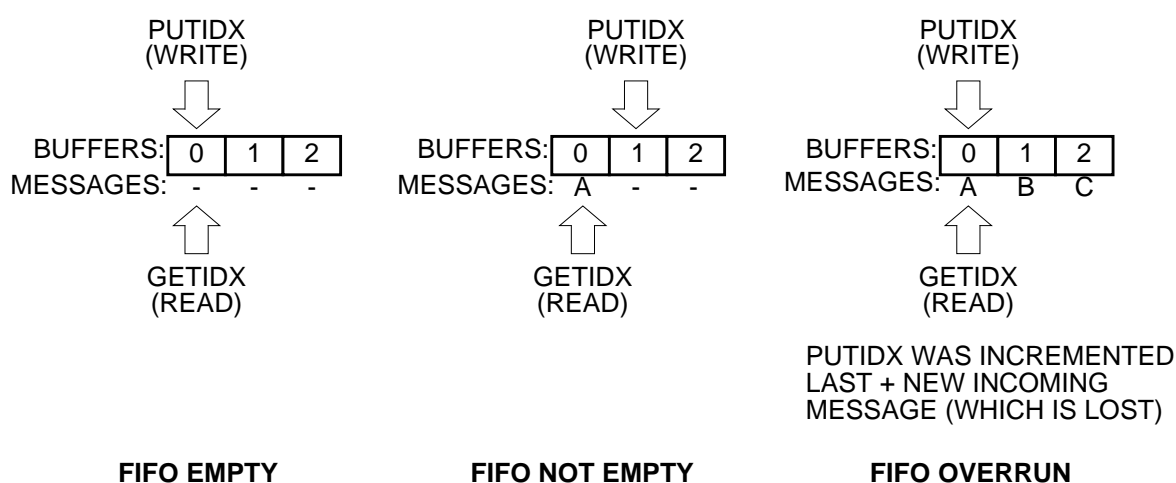 PUTIDX
(WRITE)
BUFFERS: 0 1 2
MESSAGES: - - -
GETIDX
(READ)
FIFO EMPTY
PUTIDX
(WRITE)
BUFFERS: 0 1 2
MESSAGES: A - -
GETIDX
(READ)
FIFO NOT EMPTY
PUTIDX
(WRITE)
BUFFERS: 0 1 2
MESSAGES: A B C
GETIDX
(READ)
PUTIDX WAS INCREMENTED
LAST + NEW INCOMING
MESSAGE (WHICH IS LOST)
FIFO OVERRUN